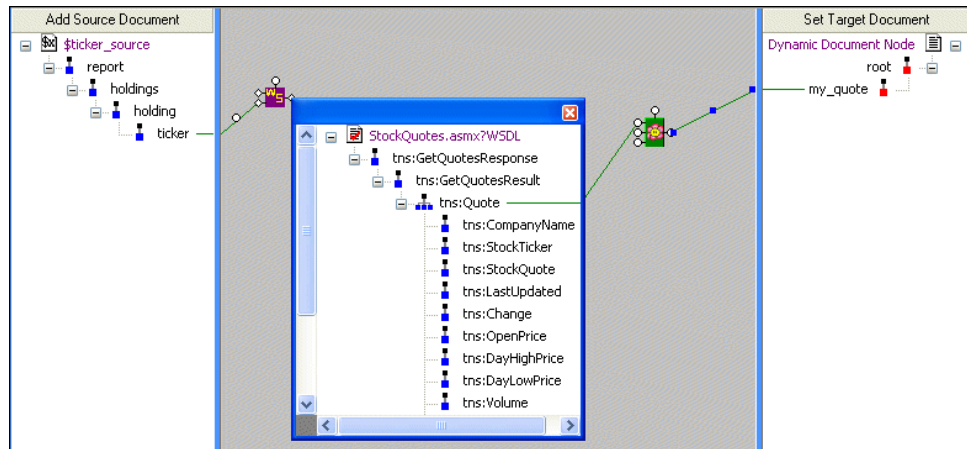 Add Source Document
$x $ticker_source
report
holdings
holding
ticker
WS
StockQuotes.asmx?WSDL
tns:GetQuotesResponse
tns:GetQuotesResult
tns:Quote
tns:CompanyName
tns:StockTicker
tns:StockQuote
tns:LastUpdated
tns:Change
tns:OpenPrice
tns:DayHighPrice
tns:DayLowPrice
tns:Volume
Set Target Document
Dynamic Document Node
root
my_quote